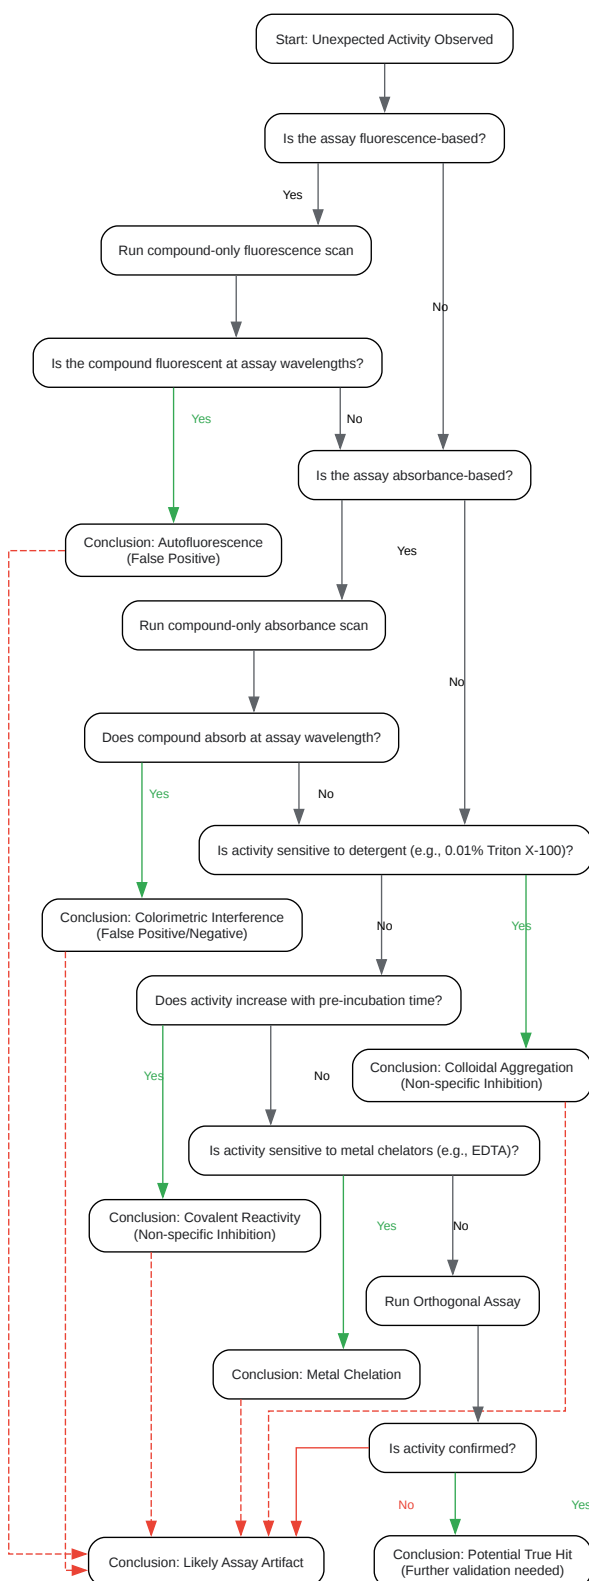 Start: Unexpected Activity Observed
Is the assay fluorescence-based?
Yes
Run compound-only fluorescence scan
No
Is the compound fluorescent at assay wavelengths?
Yes
No
Is the assay absorbance-based?
Conclusion: Autofluorescence
(False Positive)
Yes
Run compound-only absorbance scan
No
Does compound absorb at assay wavelength?
Yes
No
Is activity sensitive to detergent (e.g., 0.01% Triton X-100)?
Conclusion: Colorimetric Interference
(False Positive/Negative)
No
Yes
Does activity increase with pre-incubation time?
Conclusion: Colloidal Aggregation
(Non-specific Inhibition)
Yes
No
Is activity sensitive to metal chelators (e.g., EDTA)?
Conclusion: Covalent Reactivity
(Non-specific Inhibition)
Yes
No
Run Orthogonal Assay
Conclusion: Metal Chelation
Is activity confirmed?
No
Yes
Conclusion: Likely Assay Artifact
Conclusion: Potential True Hit
(Further validation needed)